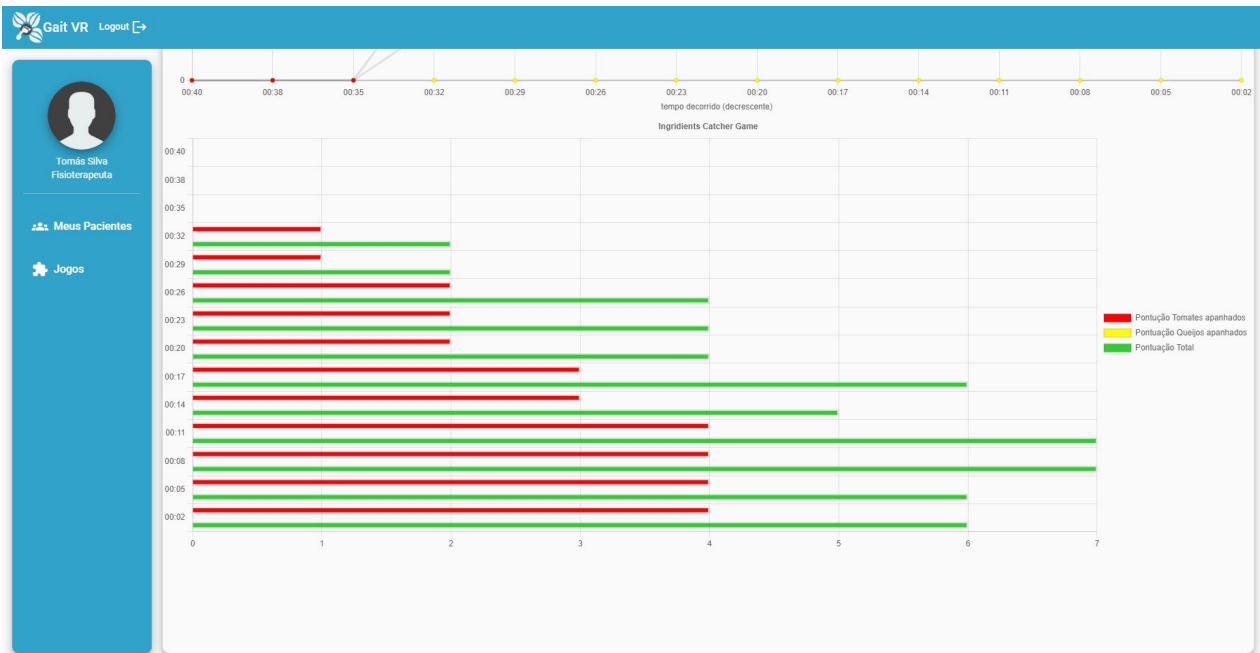 Gait VR Logout
Tomás Silva
Fisioterapeuta
Meus Pacientes
Jogos
0
00:40 00:38 00:35 00:32 00:29 00:26 00:23 00:20 00:17 00:14 00:11 00:08 00:05 00:02
tempo decorrido (decrescente)
Ingridients Catcher Game
00:40
00:38
00:35
00:32
00:29
00:26
00:23
00:20
00:17
00:14
00:11
00:08
00:05
00:02
0 1 2 3 4 5 6 7
Pontução Tomates apanhados
Pontuação Queijos apanhados
Pontuação Total